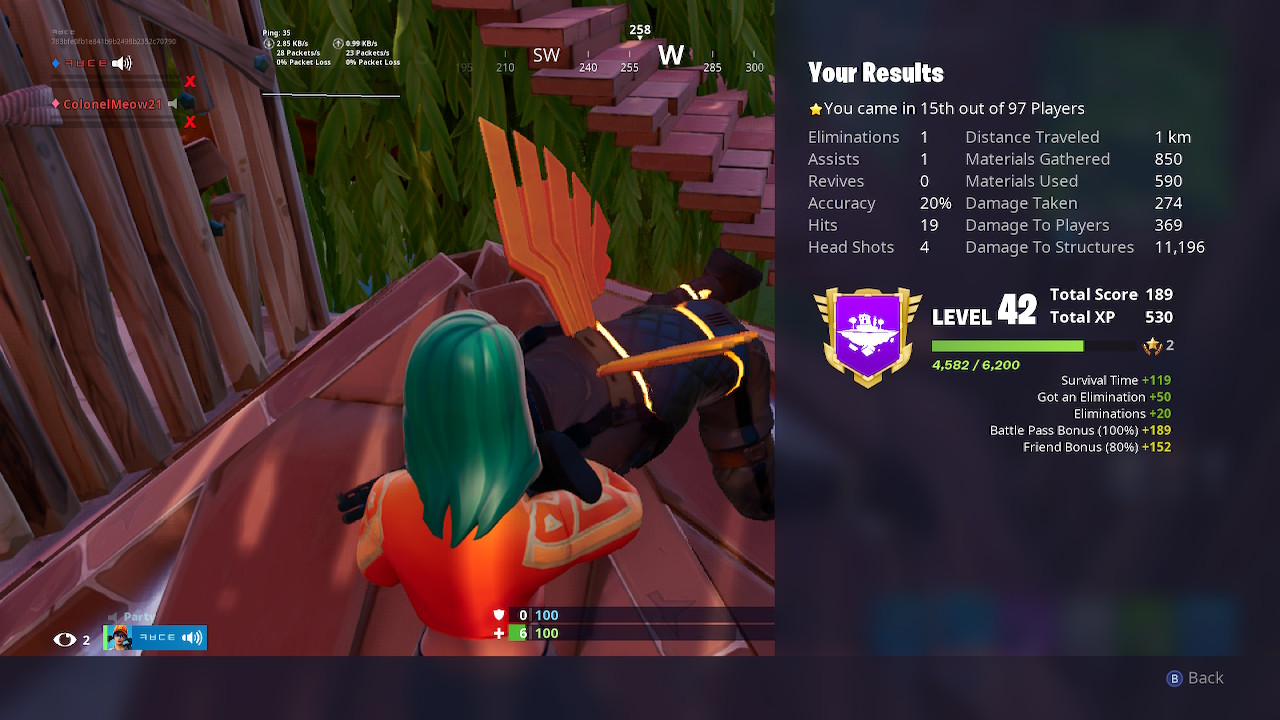 ᖷᙀᑕᕮ
Ping: 35
2.85 KB/s 0.99 KB/s
28 Packets/s 23 Packets/s
0% Packet Loss 0% Packet Loss
258
195 210 SW 240 255 W 285 300
X
ColonelMeow21
X
Your Results
You came in 15th out of 97 Players
Eliminations 1 Distance Traveled 1 km
Assists 1 Materials Gathered 850
Revives 0 Materials Used 590
Accuracy 20% Damage Taken 274
Hits 19 Damage To Players 369
Head Shots 4 Damage To Structures 11,196
LEVEL 42
Total Score 189
Total XP 530
2
4,582 / 6,200
Survival Time +119
Got an Elimination +50
Eliminations +20
Battle Pass Bonus (100%) +189
Friend Bonus (80%) +152
0 100
6 100
Party
2
B Back